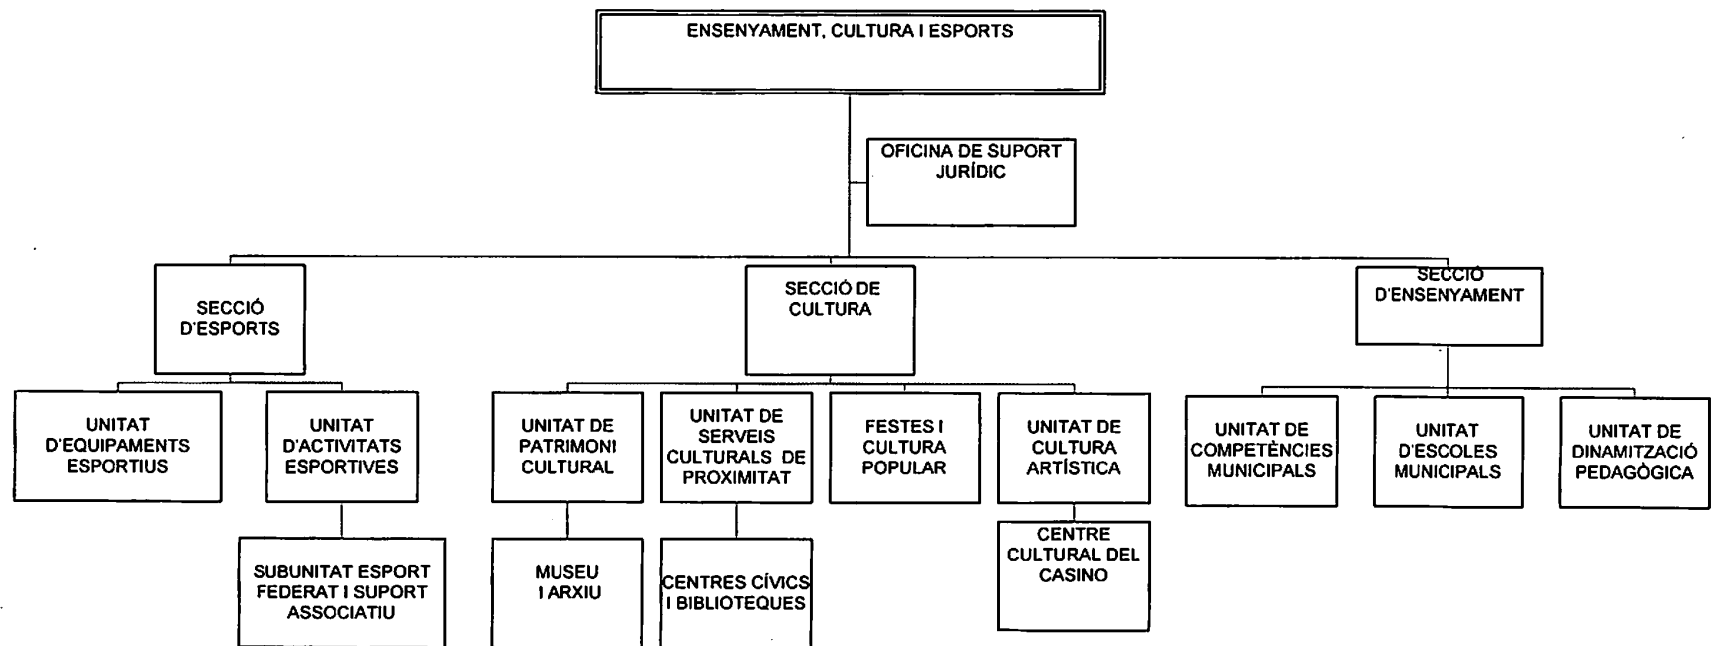 ENSENYAMENT, CULTURA I ESPORTS
OFICINA DE SUPORT
JURÍDIC
SECCIÓ
D'ESPORTS
SECCIÓ DE
CULTURA
SECCIÓ
D'ENSENYAMENT
UNITAT
D'EQUIPAMENTS
ESPORTIUS
UNITAT
D'ACTIVITATS
ESPORTIVES
UNITAT DE
PATRIMONI
CULTURAL
UNITAT DE
SERVEIS
CULTURALS DE
PROXIMITAT
FESTES I
CULTURA
POPULAR
UNITAT DE
CULTURA
ARTÍSTICA
UNITAT DE
COMPETÈNCIES
MUNICIPALS
UNITAT
D'ESCOLES
MUNICIPALS
UNITAT DE
DINAMITZACIÓ
PEDAGÒGICA
SUBUNITAT ESPORT
FEDERAT I SUPORT
ASSOCIATIU
MUSEU
I ARXIU
CENTRES CÍVICS
I BIBLIOTEQUES
CENTRE
CULTURAL DEL
CASINO